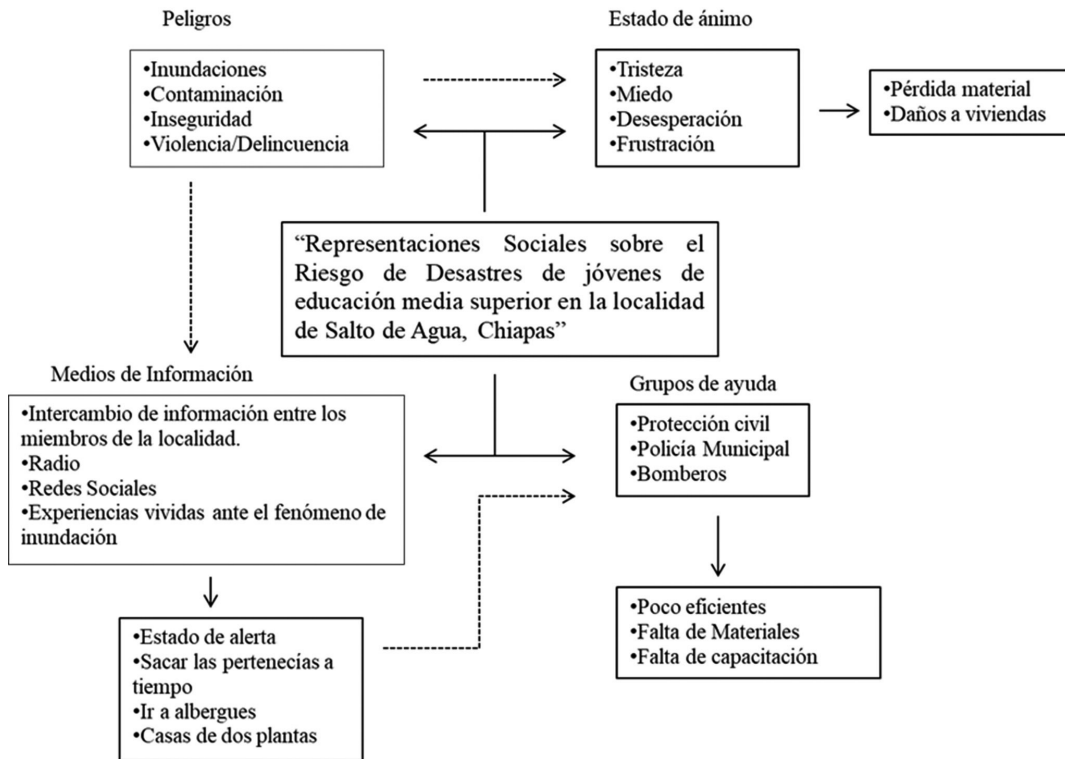 Peligros
•Inundaciones
•Contaminación
•Inseguridad
•Violencia/Delincuencia
Estado de ánimo
•Tristeza
•Miedo
•Desesperación
•Frustración
•Pérdida material
•Daños a viviendas
“Representaciones Sociales sobre el
Riesgo de Desastres de jóvenes de
educación media superior en la localidad
de Salto de Agua, Chiapas”
Medios de Información
•Intercambio de información entre los
miembros de la localidad.
•Radio
•Redes Sociales
•Experiencias vividas ante el fenómeno de
inundación
Grupos de ayuda
•Protección civil
•Policía Municipal
•Bomberos
•Estado de alerta
•Sacar las pertenecías a
tiempo
•Ir a albergues
•Casas de dos plantas
•Poco eficientes
•Falta de Materiales
•Falta de capacitación